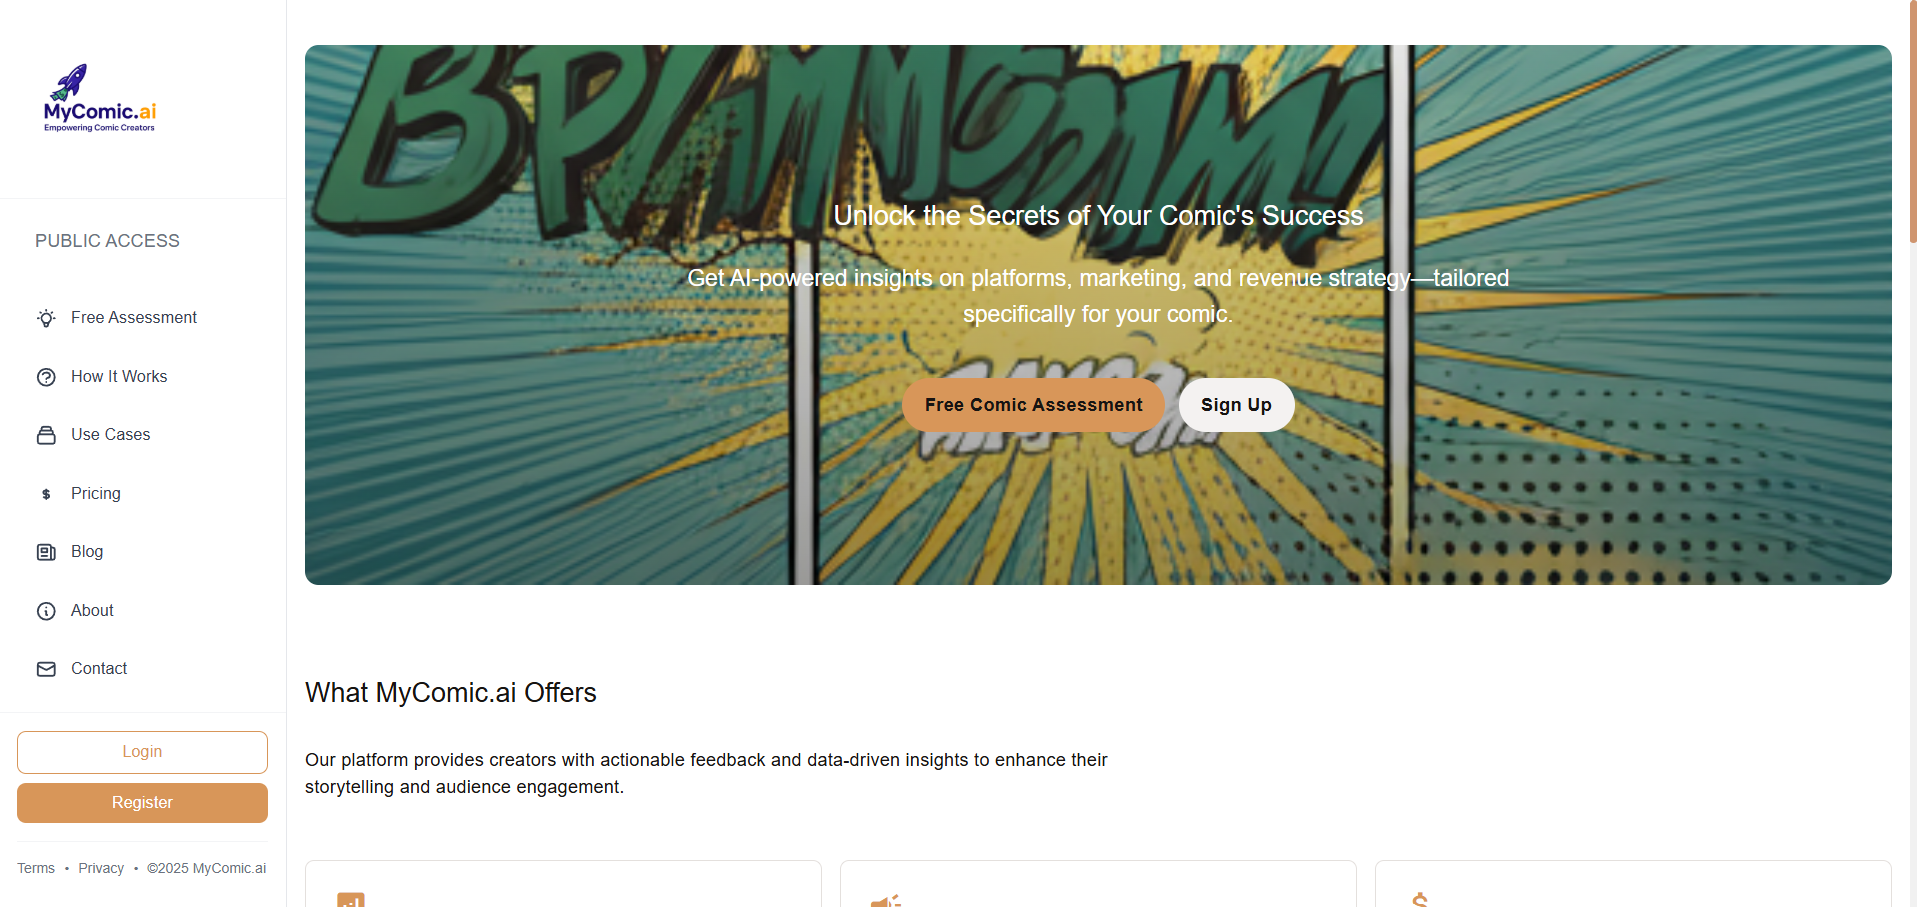 MyComic.ai
Empowering Comic Creators
PUBLIC ACCESS
Free Assessment
How It Works
Use Cases
Pricing
Blog
About
Contact
Login
Register
Terms • Privacy • ©2025 MyComic.ai
Unlock the Secrets of Your Comic's Success
Get AI-powered insights on platforms, marketing, and revenue strategy—tailored
specifically for your comic.
Free Comic Assessment
Sign Up
What MyComic.ai Offers
Our platform provides creators with actionable feedback and data-driven insights to enhance their
storytelling and audience engagement.